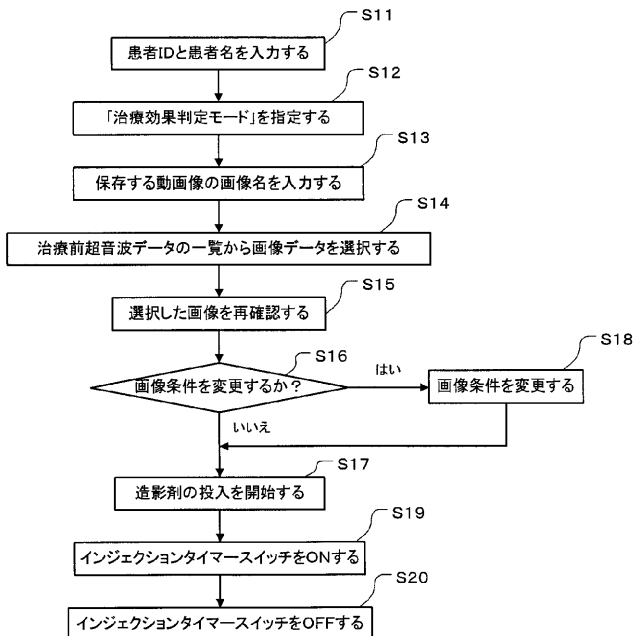 S11
患者IDと患者名を入力する
S12
「治療効果判定モード」を指定する
S13
保存する動画像の画像名を入力する
S14
治療前超音波データの一覧から画像データを選択する
S15
選択した画像を再確認する
S16
画像条件を変更するか？
はい
S18
画像条件を変更する
いいえ
S17
造影剤の投入を開始する
S19
インジェクションタイマースイッチをONする
S20
インジェクションタイマースイッチをOFFする